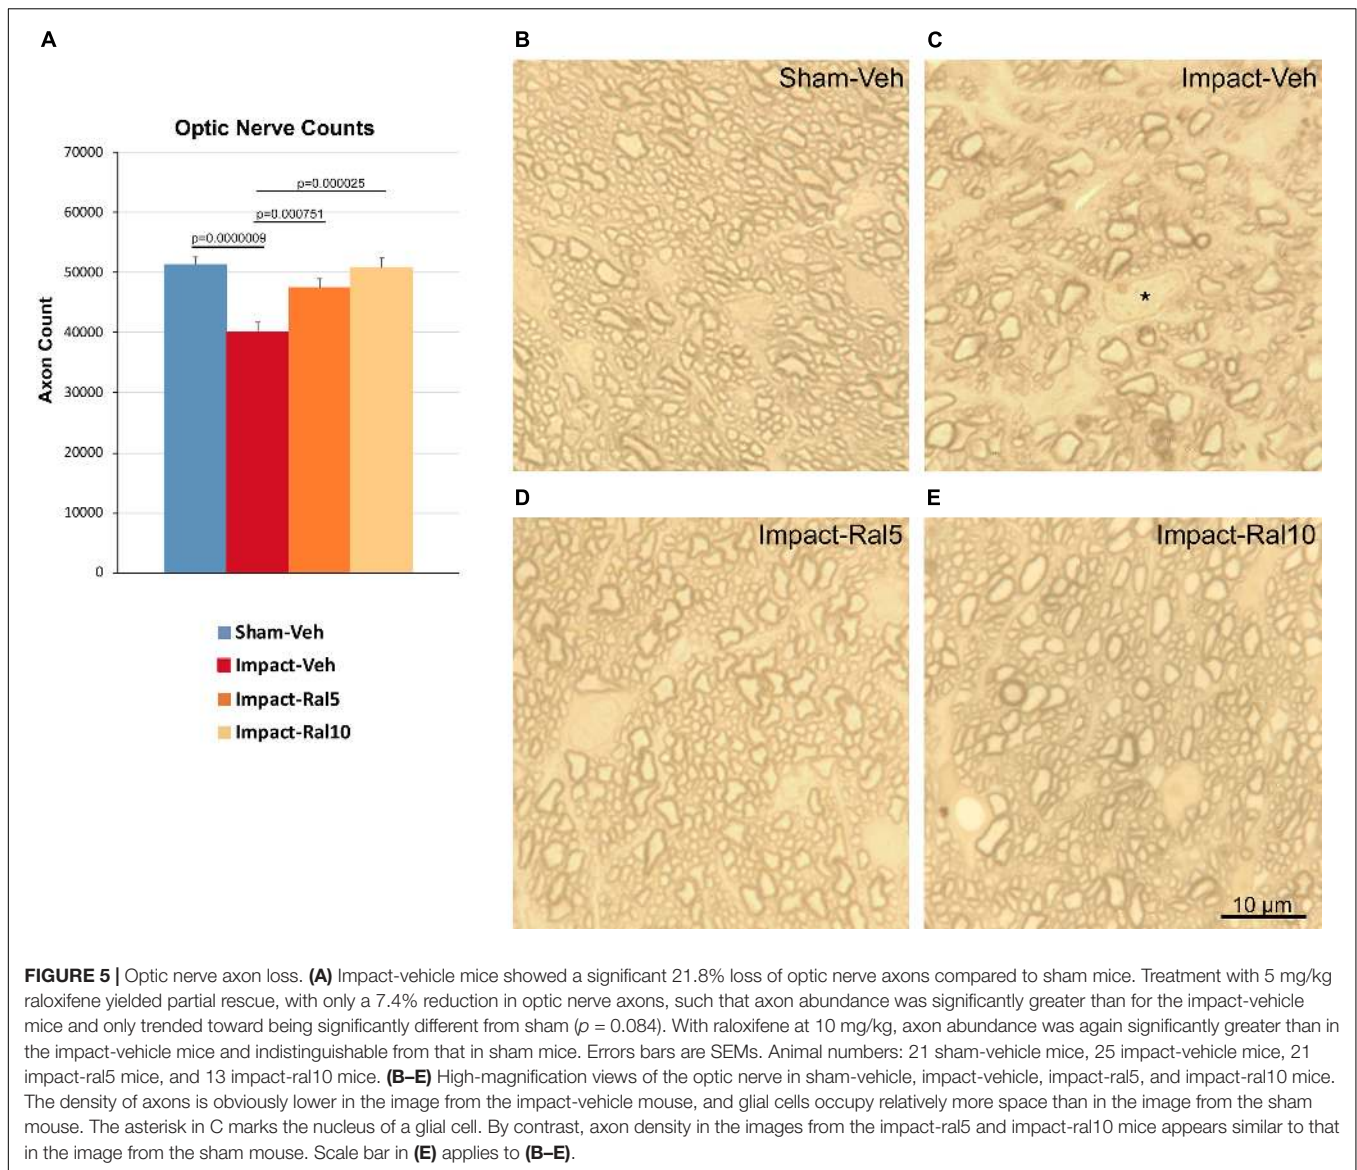 A
Optic Nerve Counts
70000
60000
50000
40000
30000
20000
10000
0
Axon Count
p=0.000025
p=0.000751
p=0.0000009
Sham-Veh
Impact-Veh
Impact-Ral5
Impact-Ral10
B
Sham-Veh
C
Impact-Veh
*
D
Impact-Ral5
E
Impact-Ral10
10 µm
FIGURE 5 | Optic nerve axon loss. (A) Impact-vehicle mice showed a significant 21.8% loss of optic nerve axons compared to sham mice. Treatment with 5 mg/kg
raloxifene yielded partial rescue, with only a 7.4% reduction in optic nerve axons, such that axon abundance was significantly greater than for the impact-vehicle
mice and only trended toward being significantly different from sham (p = 0.084). With raloxifene at 10 mg/kg, axon abundance was again significantly greater than in
the impact-vehicle mice and indistinguishable from that in sham mice. Errors bars are SEMs. Animal numbers: 21 sham-vehicle mice, 25 impact-vehicle mice, 21
impact-ral5 mice, and 13 impact-ral10 mice. (B–E) High-magnification views of the optic nerve in sham-vehicle, impact-vehicle, impact-ral5, and impact-ral10 mice.
The density of axons is obviously lower in the image from the impact-vehicle mouse, and glial cells occupy relatively more space than in the image from the sham
mouse. The asterisk in C marks the nucleus of a glial cell. By contrast, axon density in the images from the impact-ral5 and impact-ral10 mice appears similar to that
in the image from the sham mouse. Scale bar in (E) applies to (B–E).